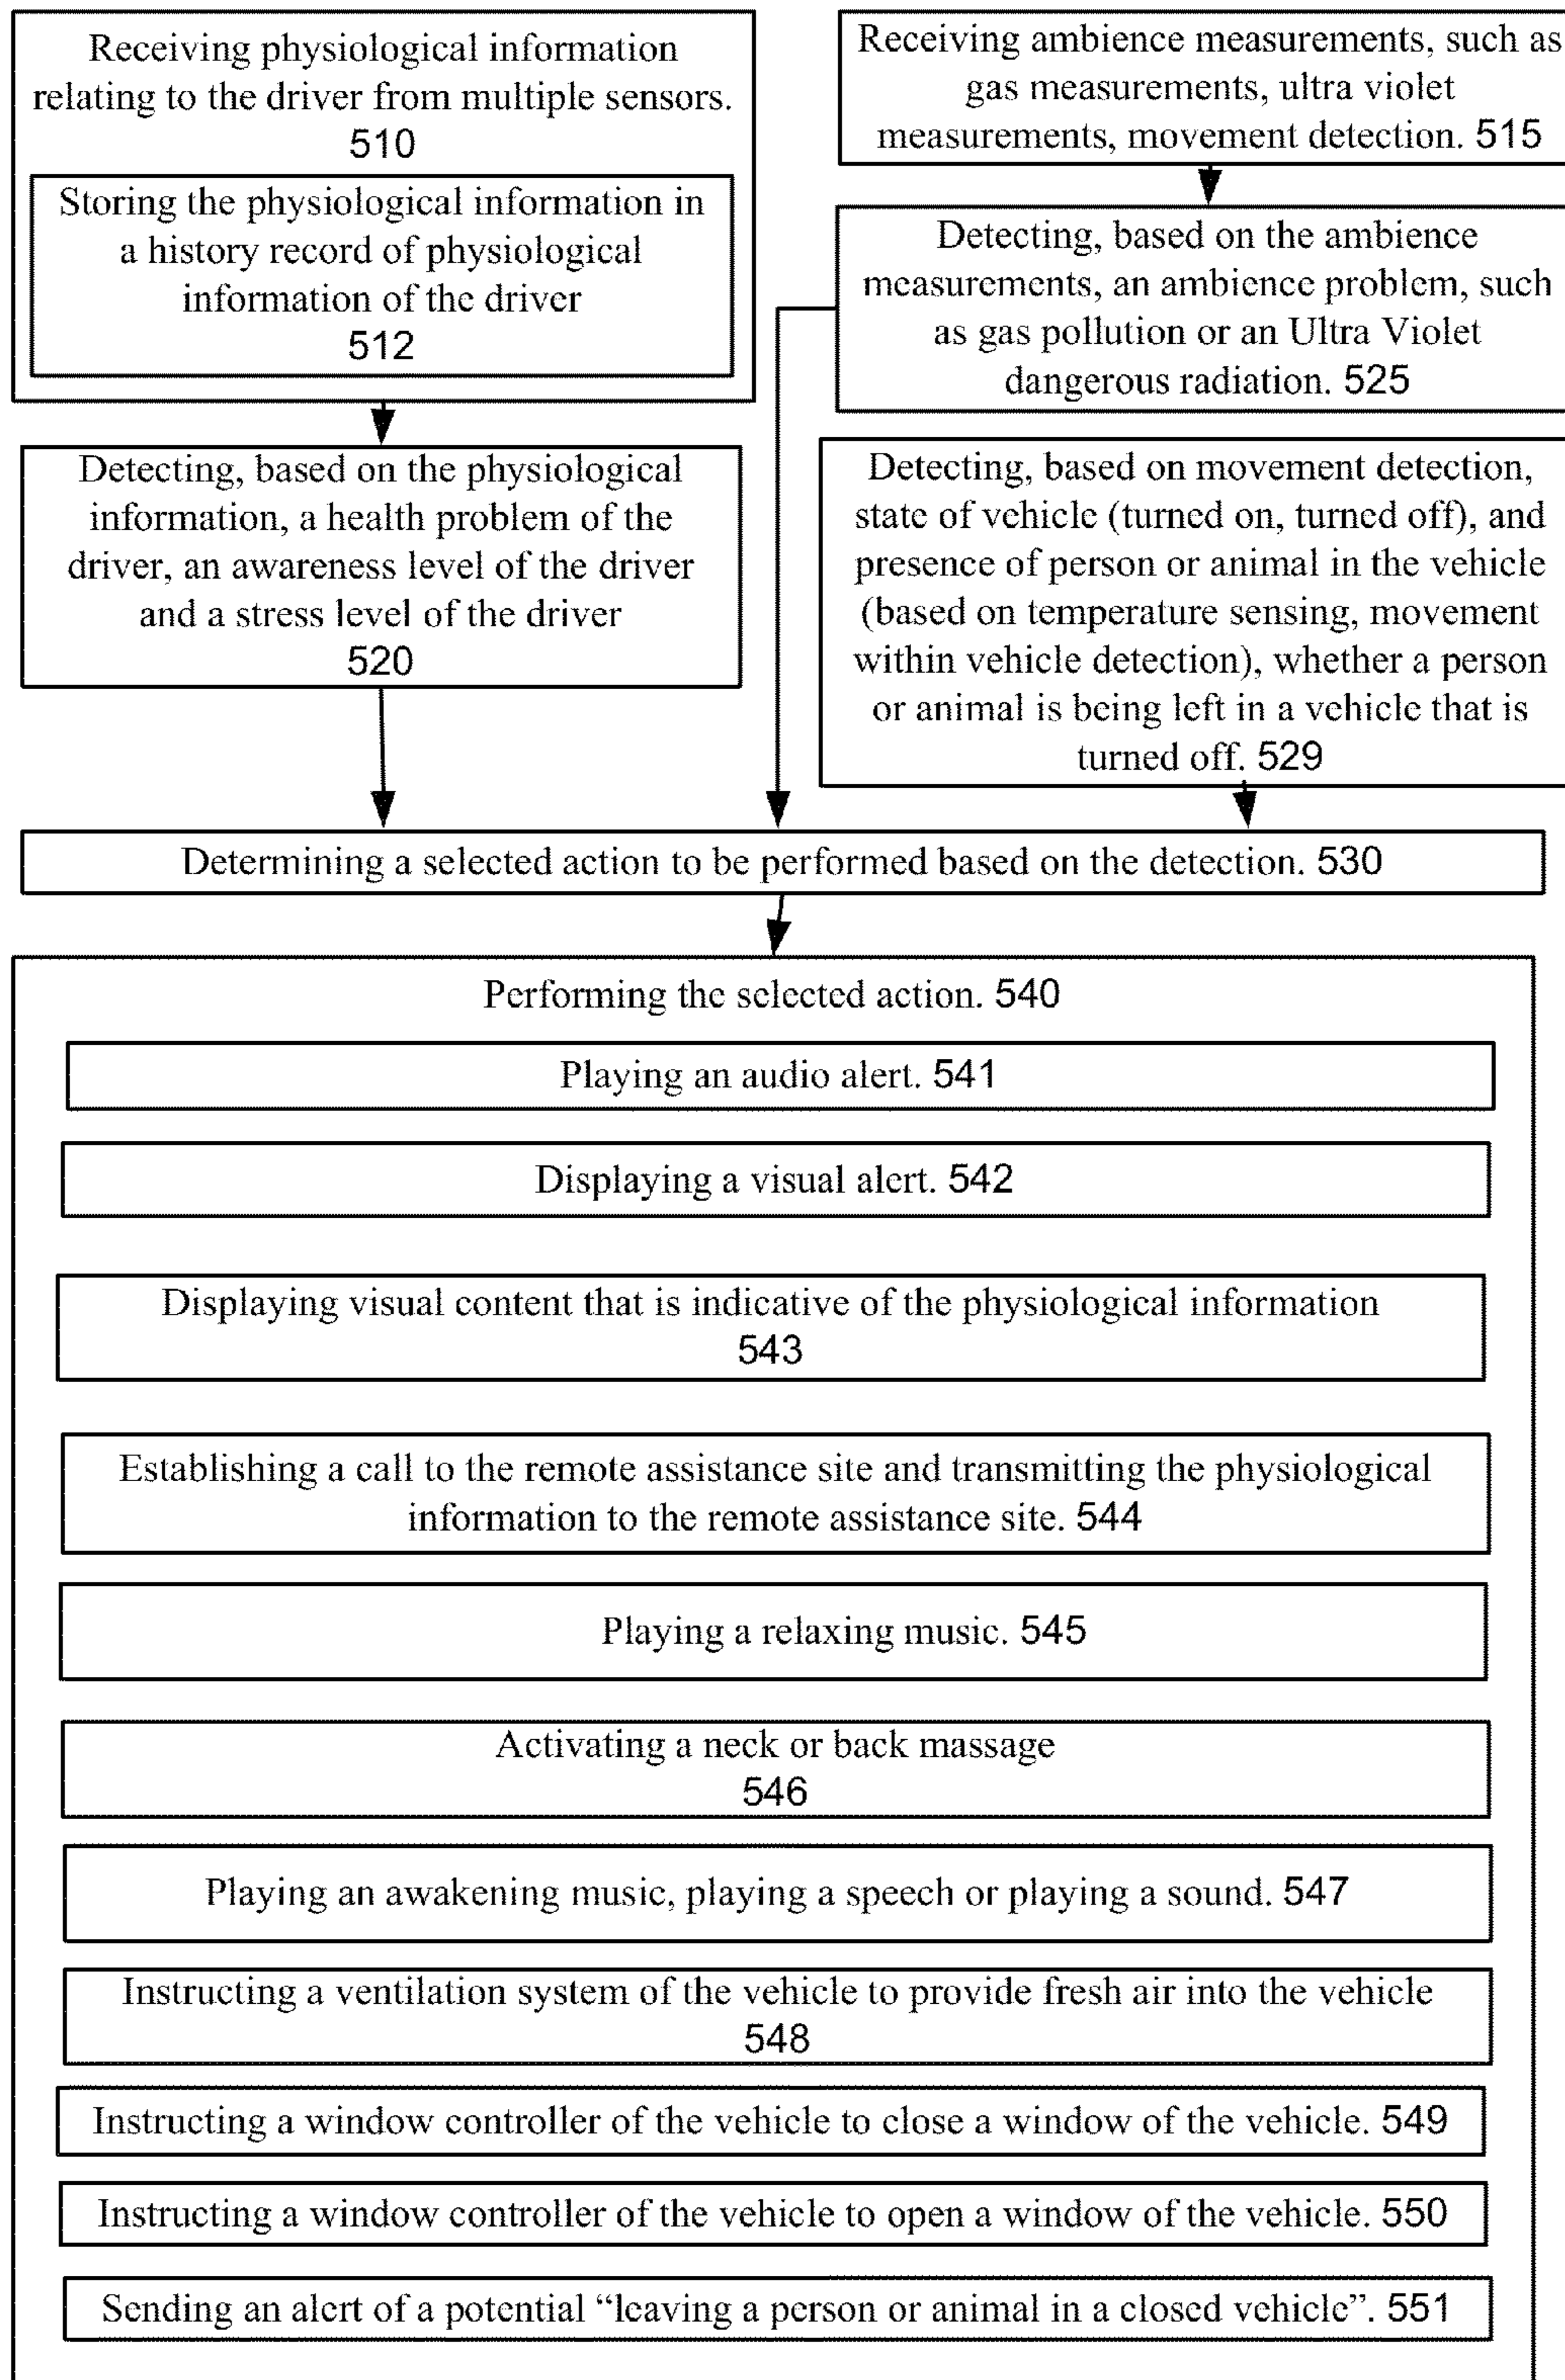 Receiving physiological information
relating to the driver from multiple sensors.
510
Storing the physiological information in
a history record of physiological
information of the driver
512
Detecting, based on the physiological
information, a health problem of the
driver, an awareness level of the driver
and a stress level of the driver
520
Receiving ambience measurements, such as
gas measurements, ultra violet
measurements, movement detection. 515
Detecting, based on the ambience
measurements, an ambience problem, such
as gas pollution or an Ultra Violet
dangerous radiation. 525
Detecting, based on movement detection,
state of vehicle (turned on, turned off), and
presence of person or animal in the vehicle
(based on temperature sensing, movement
within vehicle detection), whether a person
or animal is being left in a vehicle that is
turned off. 529
Determining a selected action to be performed based on the detection. 530
Performing the selected action. 540
Playing an audio alert. 541
Displaying a visual alert. 542
Displaying visual content that is indicative of the physiological information
543
Establishing a call to the remote assistance site and transmitting the physiological
information to the remote assistance site. 544
Playing a relaxing music. 545
Activating a neck or back massage
546
Playing an awakening music, playing a speech or playing a sound. 547
Instructing a ventilation system of the vehicle to provide fresh air into the vehicle
548
Instructing a window controller of the vehicle to close a window of the vehicle. 549
Instructing a window controller of the vehicle to open a window of the vehicle. 550
Sending an alert of a potential “leaving a person or animal in a closed vehicle”. 551